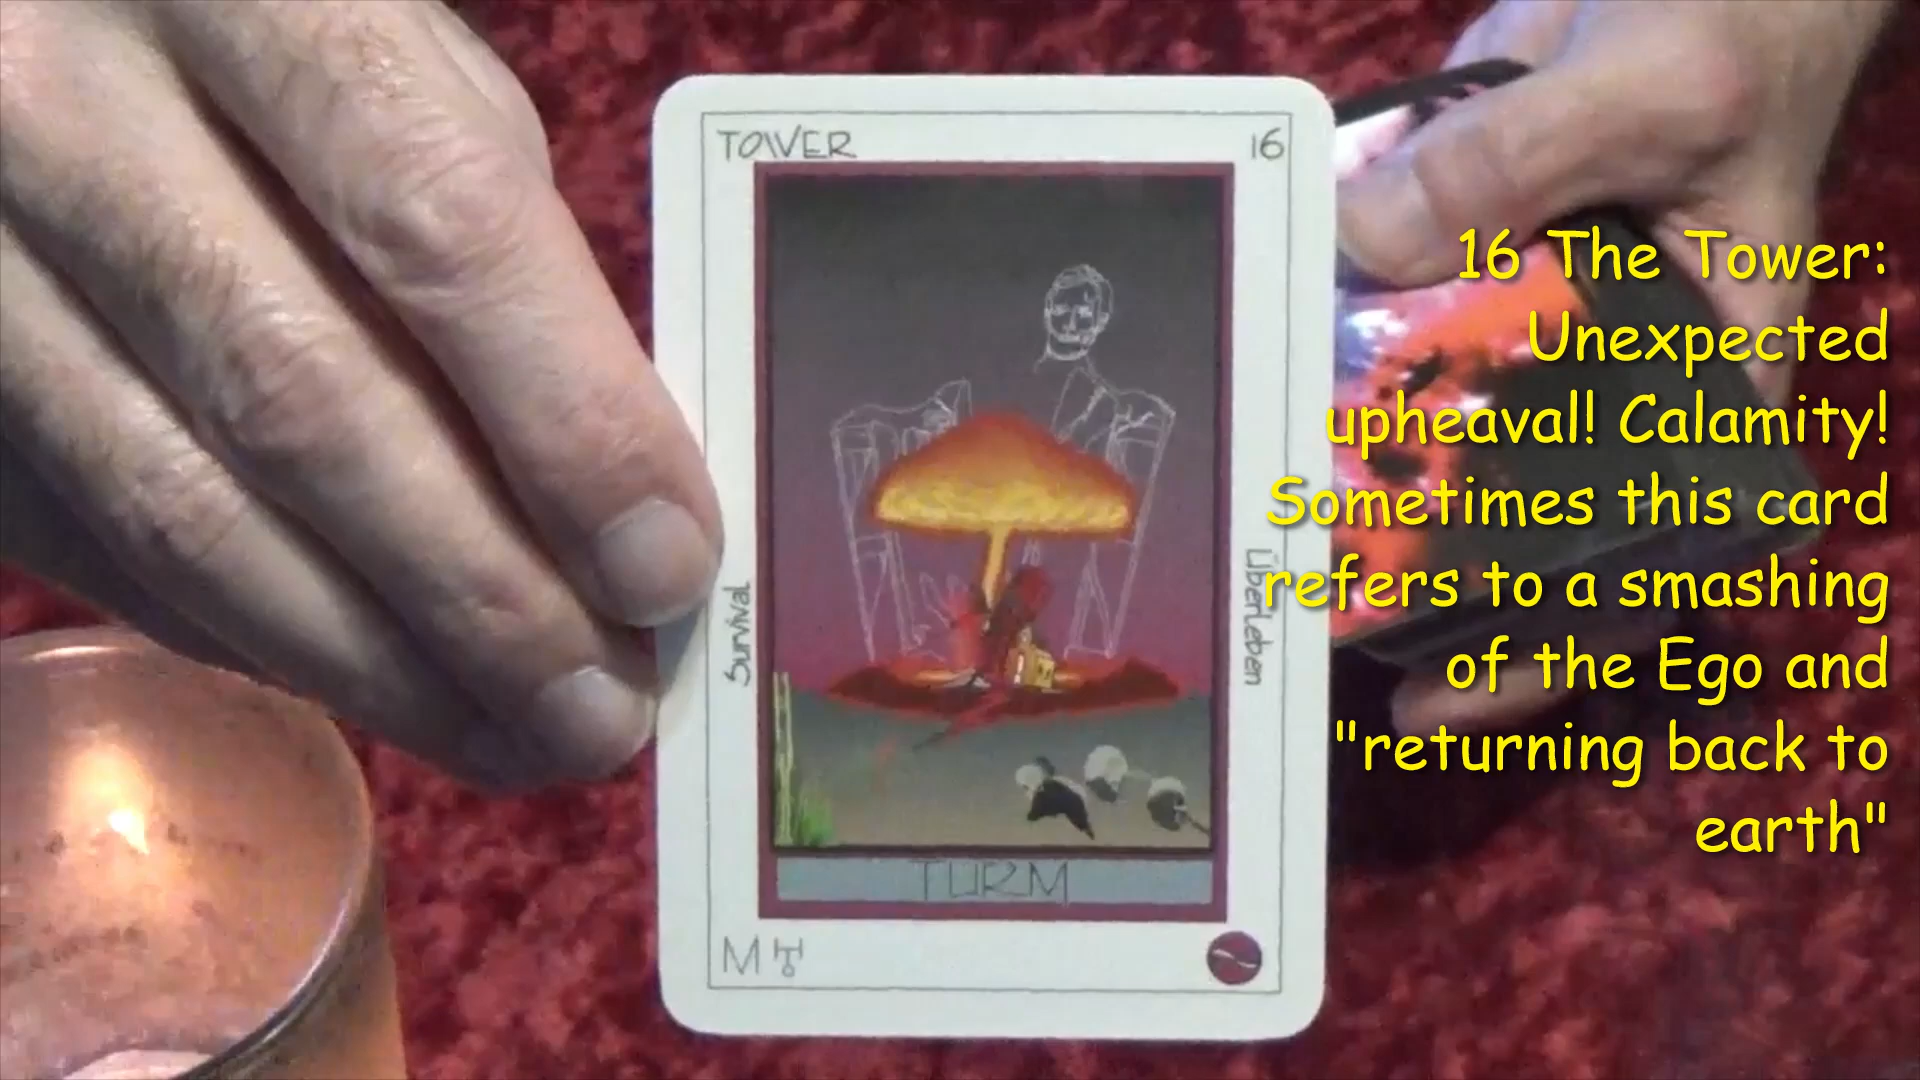 TOWER
16
Survival
Überleben
TURM
M
16 The Tower:
Unexpected
upheaval! Calamity!
Sometimes this card
refers to a smashing
of the Ego and
"returning back to
earth"